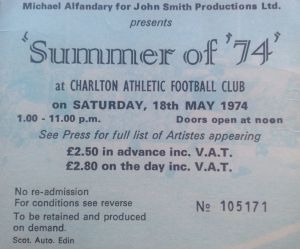 Michael Alfandary for John Smith Productions Ltd.
presents
'Summer of '74'
at CHARLTON ATHLETIC FOOTBALL CLUB
on SATURDAY, 18th MAY 1974
1.00 - 11.00 p.m. Doors open at noon
See Press for full list of Artistes appearing
£2.50 in advance inc. V.A.T.
£2.80 on the day inc. V.A.T.
No re-admission
For conditions see reverse
To be retained and produced
on demand.
Scot. Auto. Edin
№ 105171